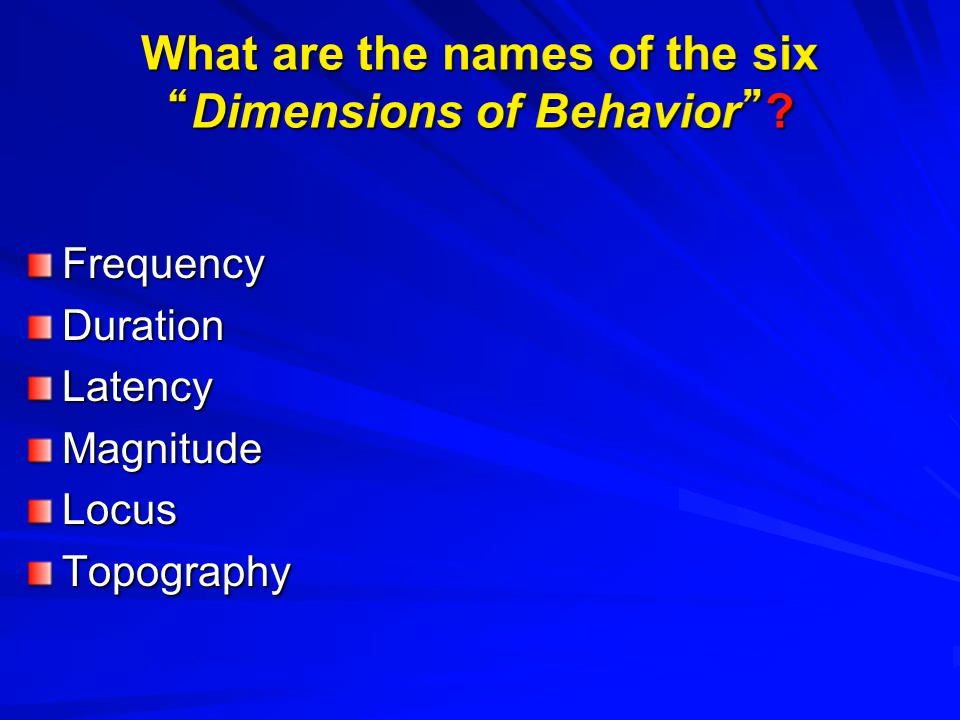 What are the names of the six
“Dimensions of Behavior”?
Frequency
Duration
Latency
Magnitude
Locus
Topography